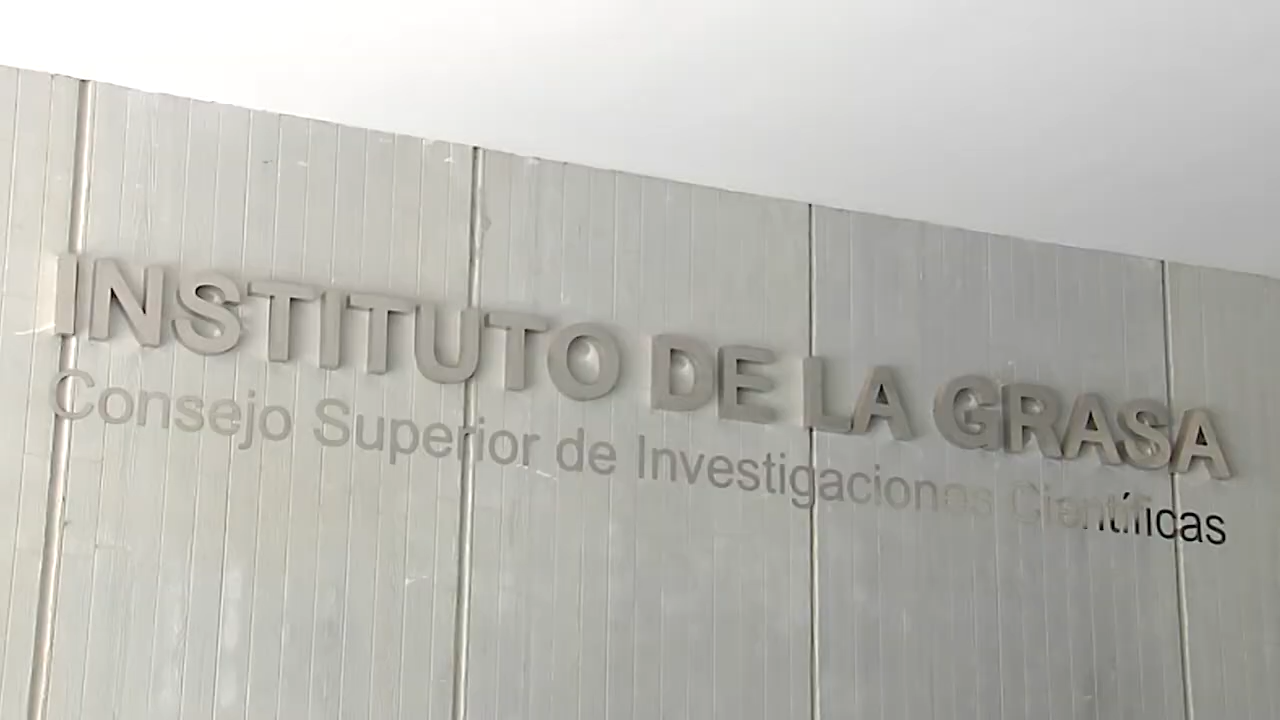 INSTITUTO DE LA GRASA
Consejo Superior de Investigaciones Científicas